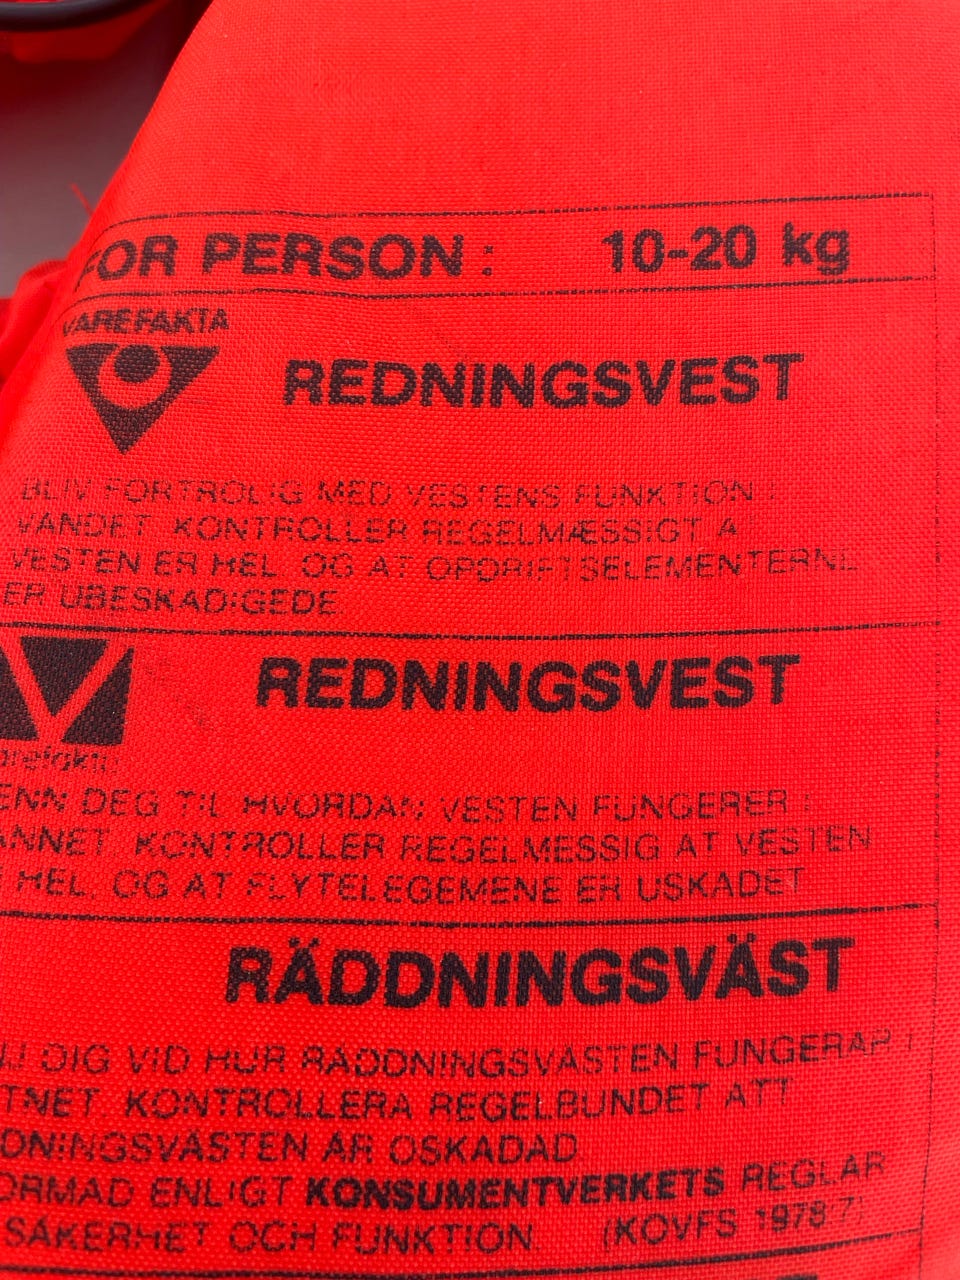 FOR PERSON: 10-20 kg
VAREFAKTA
REDNINGSVEST
BLIV FORTROLIG MED VESTENS FUNKTION I
VANDET. KONTROLLER REGELMÆSSIGT A
VESTEN ER HEL, OG AT OPDRIFTSELEMENTERNE
ER UBESKADIGEDE.
REDNINGSVEST
arefakta
ENN DEG TIL HVORDAN VESTEN FUNGERER I
ANNET. KONTROLLER REGELMESSIG AT VESTEN
HEL, OG AT FLYTELEGEMENE ER USKADET
RÄDDNINGSVÄST
NJ DIG VID HUR RÄDDNINGSVÄSTEN FUNGERAR I
TNET. KONTROLLERA REGELBUNDET ATT
DNINGSVÄSTEN ÄR OSKADAD.
ORMAD ENLIGT KONSUMENTVERKETS REGLAR
SÄKERHET OCH FUNKTION. (KOVFS 1978:7)